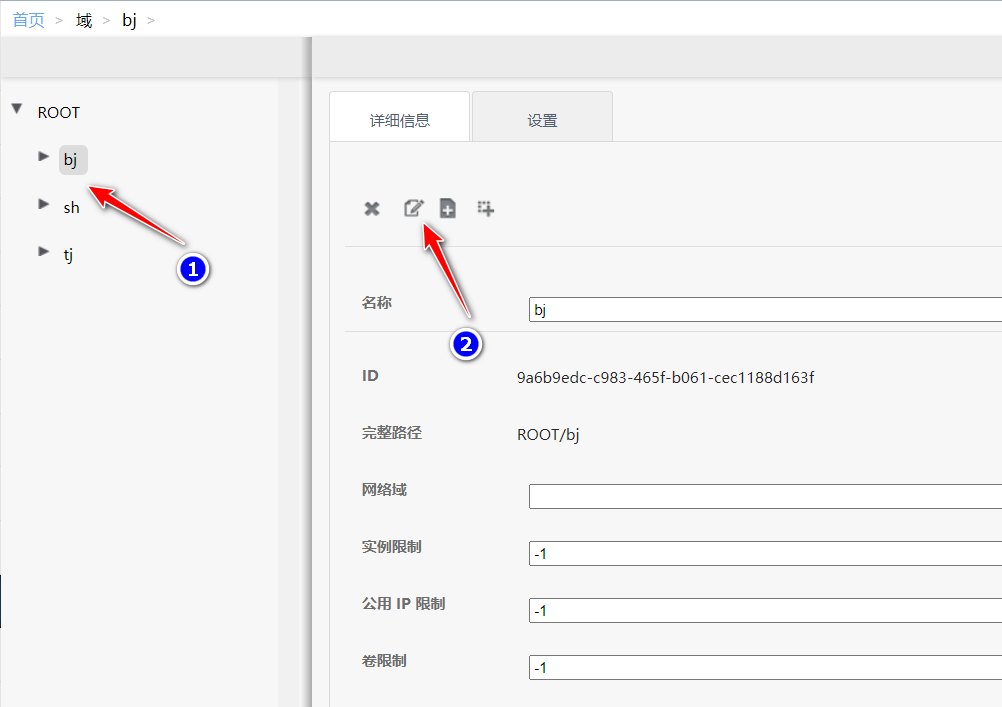 首页 > 域 > bj >
ROOT
bj
sh
tj
1
详细信息 设置
2
名称 bj
ID 9a6b9edc-c983-465f-b061-cec1188d163f
完整路径 ROOT/bj
网络域
实例限制 -1
公用 IP 限制 -1
卷限制 -1